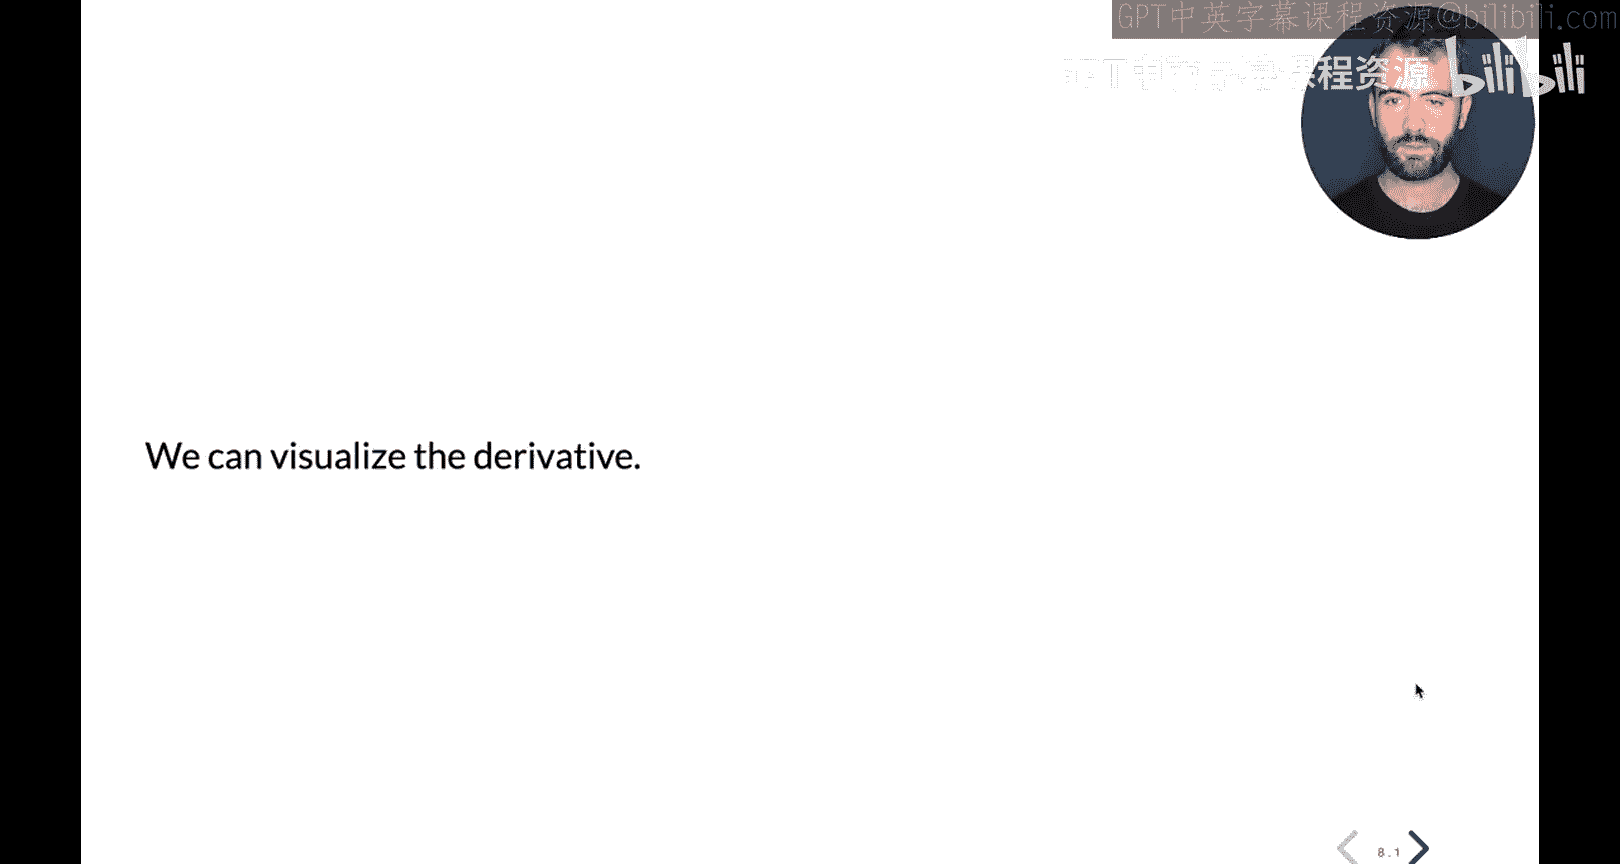 GPT中英字幕课程资源@bilibili.com
课程资源 bilibili
We can visualize the derivative.
8.1